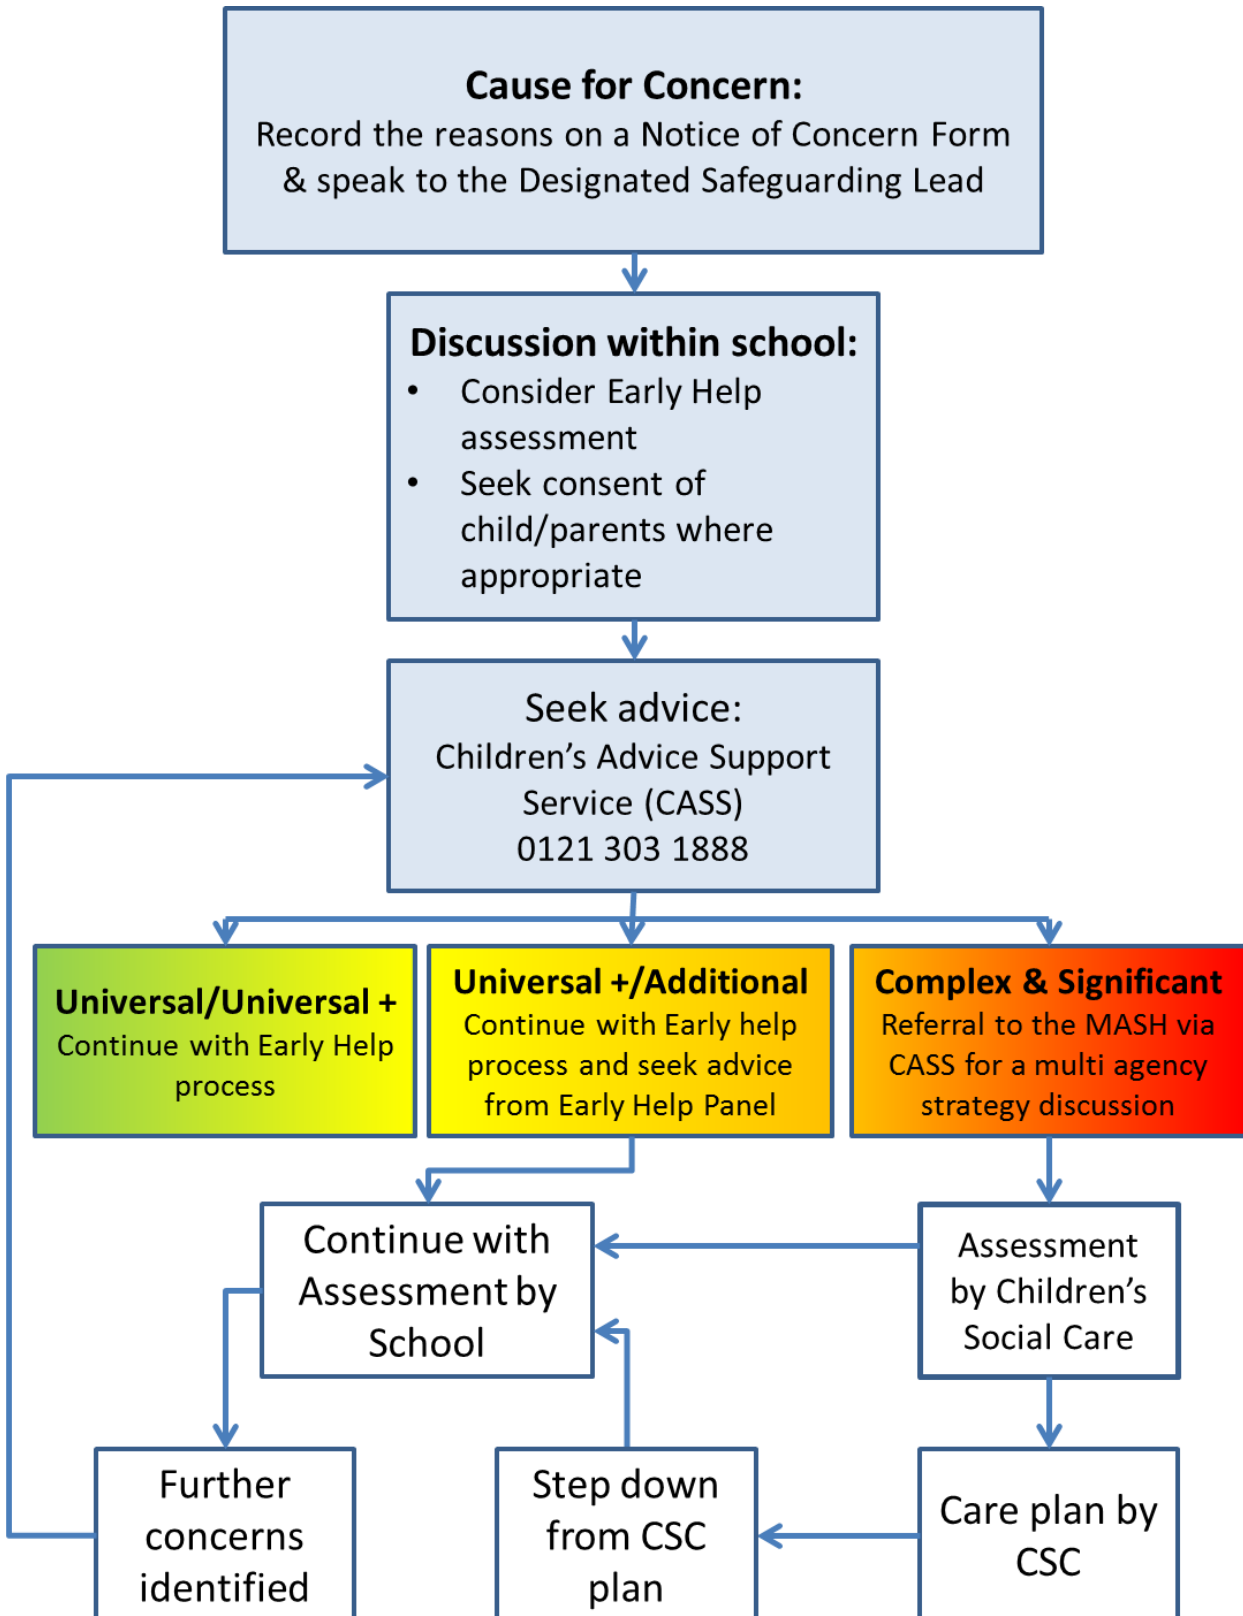 Cause for Concern:
Record the reasons on a Notice of Concern Form
& speak to the Designated Safeguarding Lead
Discussion within school:
• Consider Early Help
assessment
• Seek consent of
child/parents where
appropriate
Seek advice:
Children’s Advice Support
Service (CASS)
0121 303 1888
Universal/Universal +
Continue with Early Help
process
Universal +/Additional
Continue with Early help
process and seek advice
from Early Help Panel
Complex & Significant
Referral to the MASH via
CASS for a multi agency
strategy discussion
Continue with
Assessment by
School
Assessment
by Children’s
Social Care
Further
concerns
identified
Step down
from CSC
plan
Care plan by
CSC